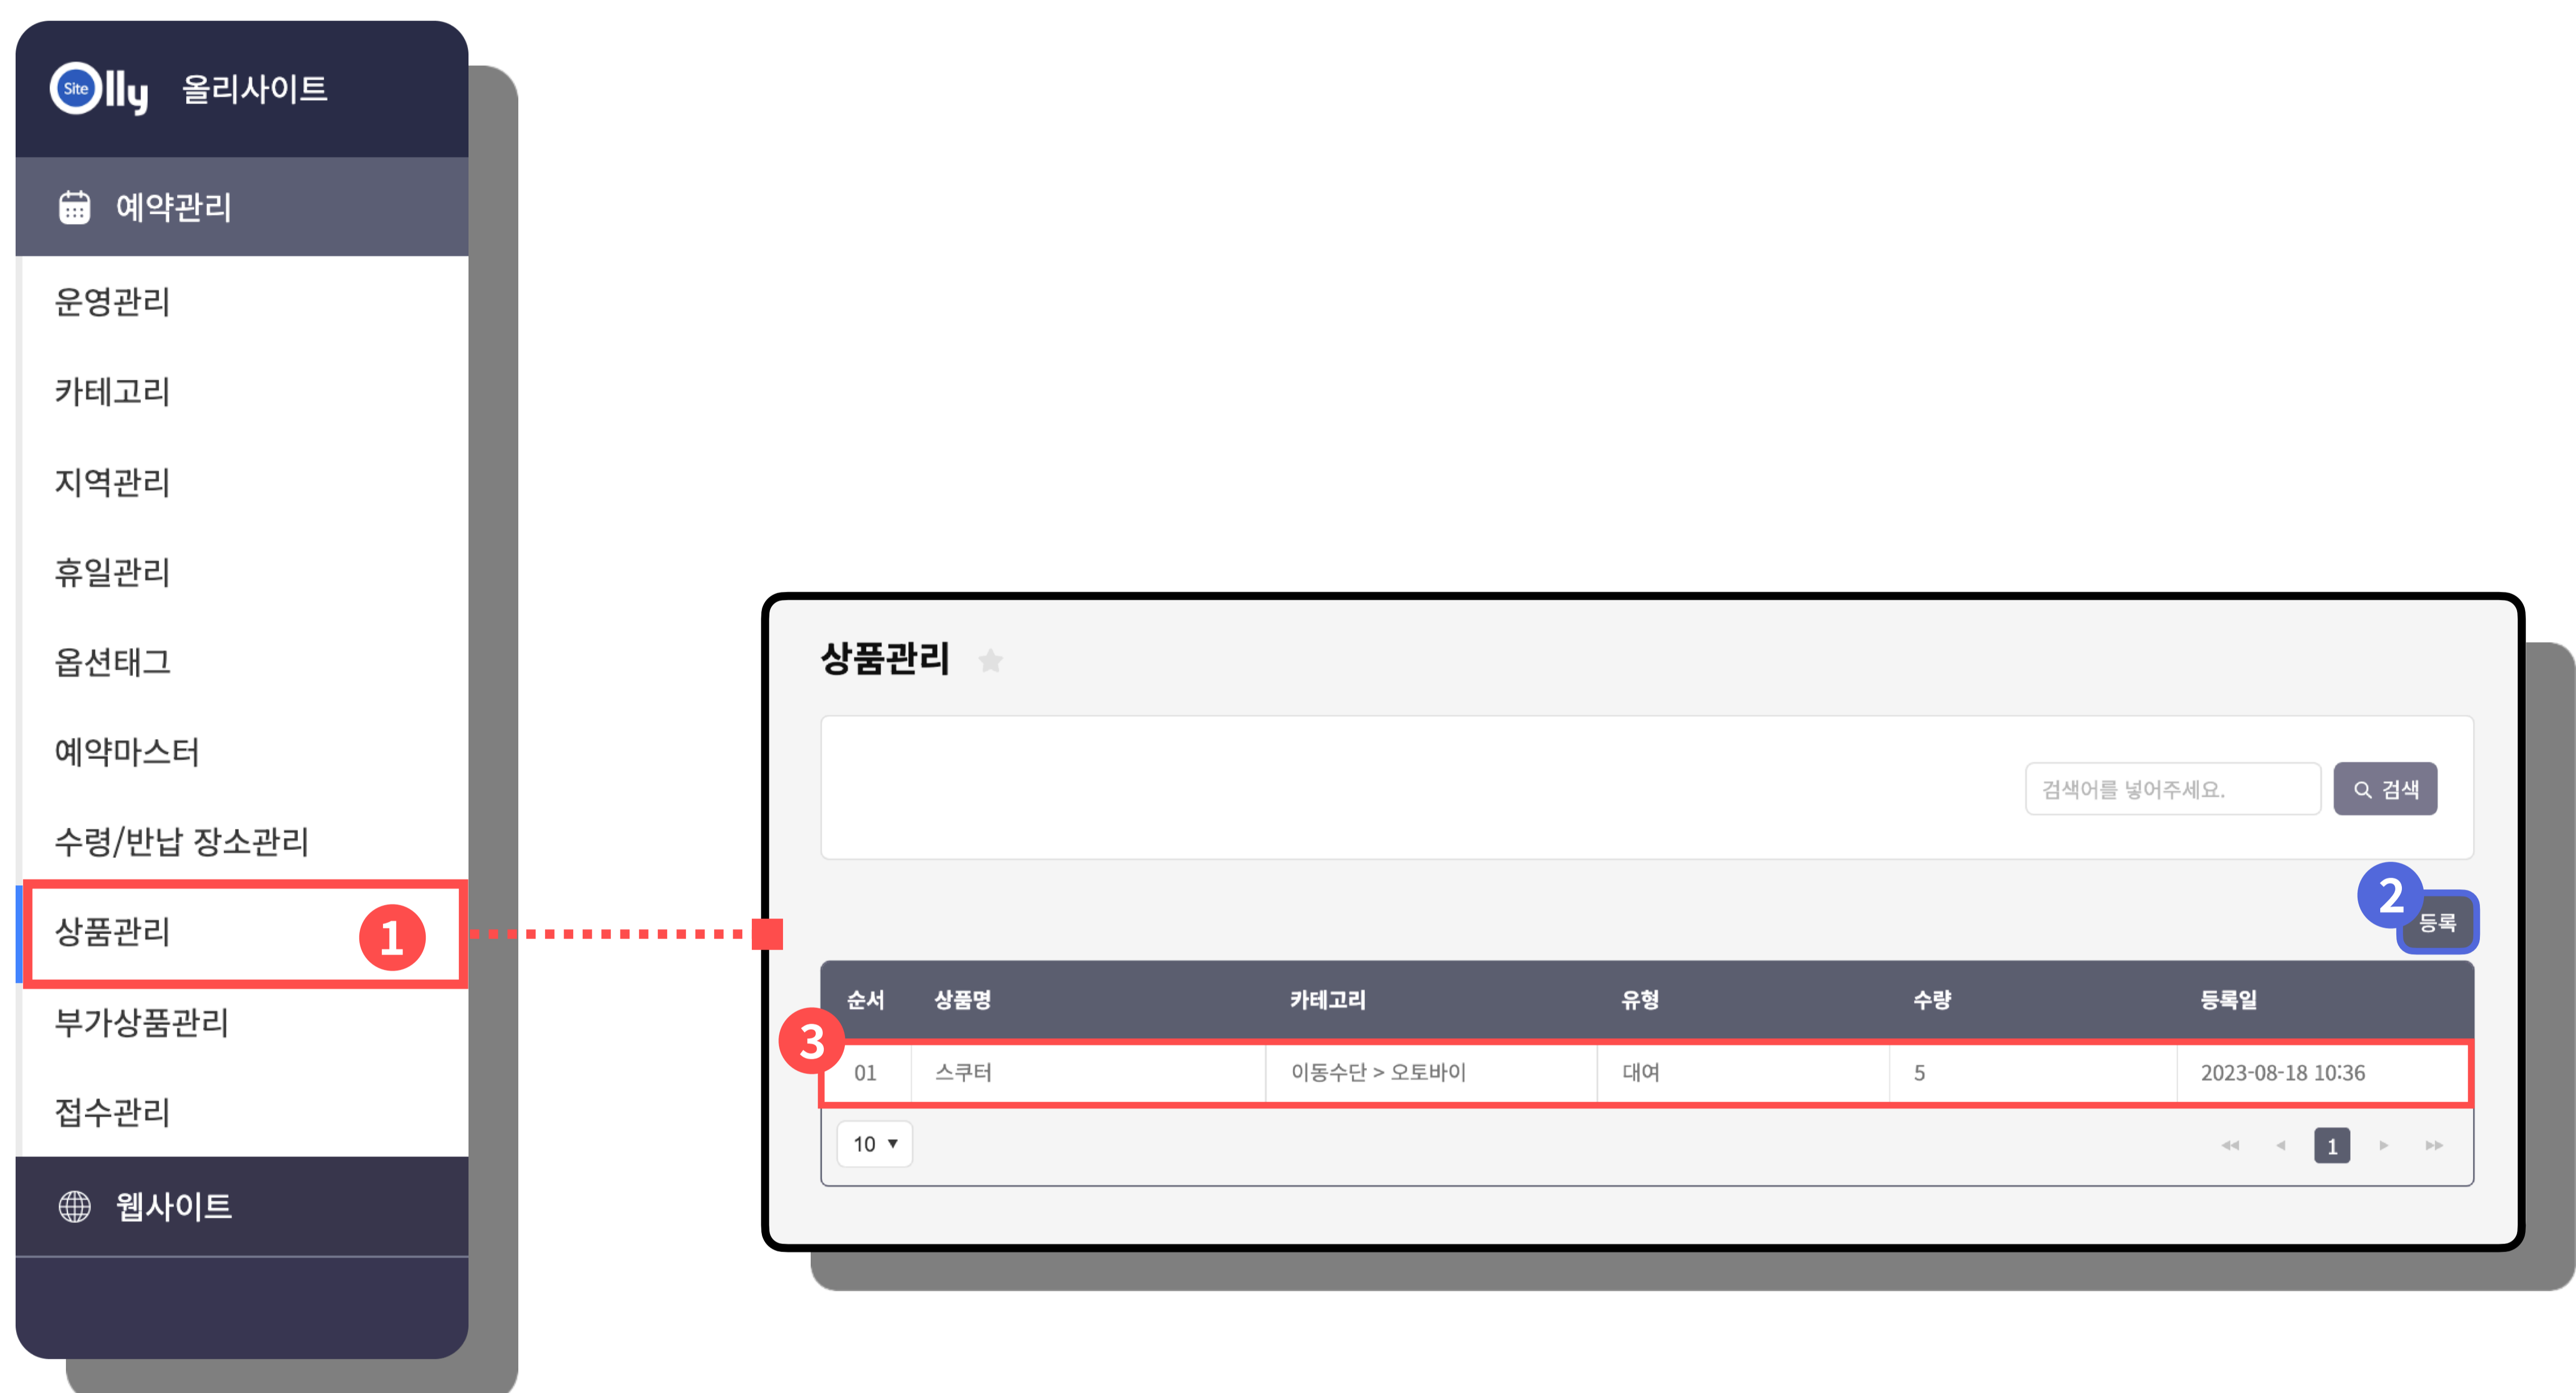 Site Olly 올리사이트
예약관리
운영관리
카테고리
지역관리
휴일관리
옵션태그
예약마스터
수령/반납 장소관리
상품관리 1
부가상품관리
접수관리
웹사이트
상품관리
검색어를 넣어주세요. 검색
2 등록
순서 상품명 카테고리 유형 수량 등록일
3
01 스쿠터 이동수단 > 오토바이 대여 5 2023-08-18 10:36
10 1